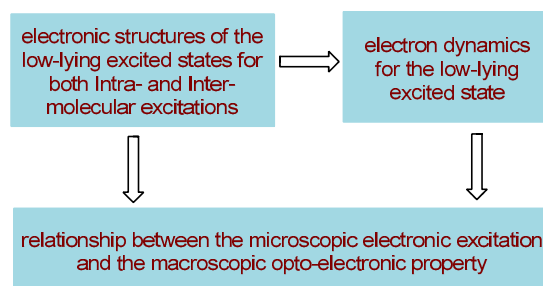 electronic structures of the
low-lying excited states for
both Intra- and Inter-
molecular excitations
electron dynamics
for the low-lying
excited state
relationship between the microscopic electronic excitation
and the macroscopic opto-electronic property